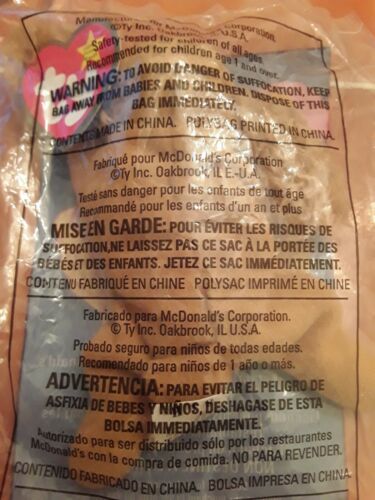 Manufactured for McDonald's Corporation.
©Ty Inc. Oakbrook, IL U.S.A.
Safety-tested for children of all ages.
Recommended for children age 1 and over.
WARNING: TO AVOID DANGER OF SUFFOCATION, KEEP
BAG AWAY FROM BABIES AND CHILDREN. DISPOSE OF THIS
BAG IMMEDIATELY.
CONTENTS MADE IN CHINA. POLYBAG PRINTED IN CHINA.
Fabriqué pour McDonald's Corporation
©Ty Inc. Oakbrook, IL E.-U.A.
Testé sans danger pour les enfants de tout âge
Recommandé pour les enfants d'un an et plus
MISE EN GARDE: POUR ÉVITER LES RISQUES DE
SUFFOCATION, NE LAISSEZ PAS CE SAC À LA PORTÉE DES
BÉBÉS ET DES ENFANTS. JETEZ CE SAC IMMÉDIATEMENT.
CONTENU FABRIQUÉ EN CHINE POLYSAC IMPRIMÉ EN CHINE
Fabricado para McDonald's Corporation.
© Ty Inc. Oakbrook, IL U.S.A.
Probado seguro para niños de todas edades.
Recomendado para niños de 1 año o más.
ADVERTENCIA: PARA EVITAR EL PELIGRO DE
ASFIXIA DE BEBES Y NIÑOS, DESHAGASE DE ESTA
BOLSA IMMEDIATAMENTE.
Autorizado para ser distribuido sólo por los restaurantes
McDonald's con la compra de comida. NO PARA REVENDER.
CONTENIDO FABRICADO EN CHINA. BOLSA IMPRESA EN CHINA.